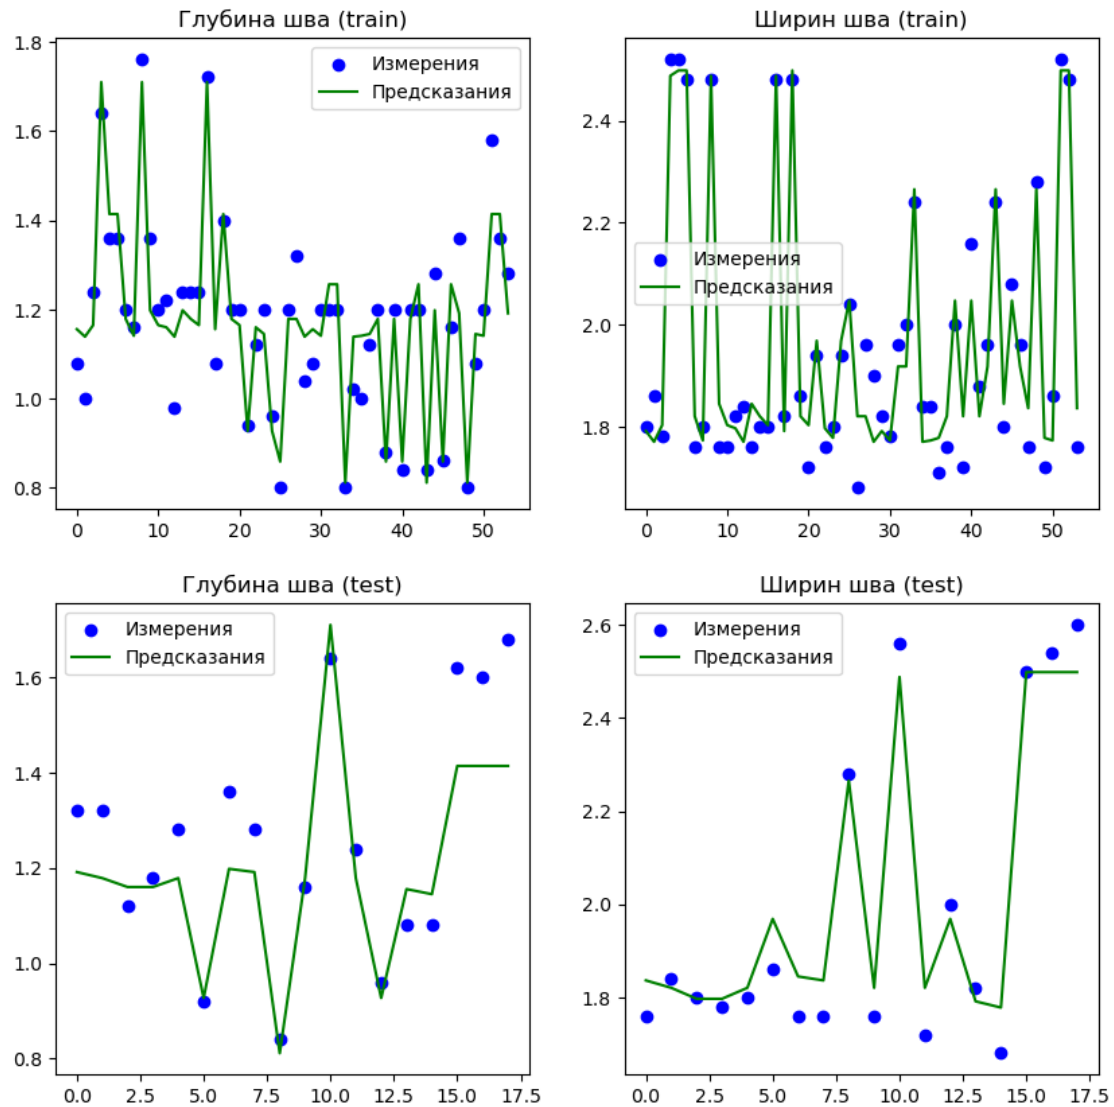 Глубина шва (train)
Измерения
Предсказания
1.8
1.6
1.4
1.2
1.0
0.8
0 10 20 30 40 50
Ширин шва (train)
Измерения
Предсказания
2.4
2.2
2.0
1.8
0 10 20 30 40 50
Глубина шва (test)
Измерения
Предсказания
1.6
1.4
1.2
1.0
0.8
0.0 2.5 5.0 7.5 10.0 12.5 15.0 17.5
Ширин шва (test)
Измерения
Предсказания
2.6
2.4
2.2
2.0
1.8
0.0 2.5 5.0 7.5 10.0 12.5 15.0 17.5